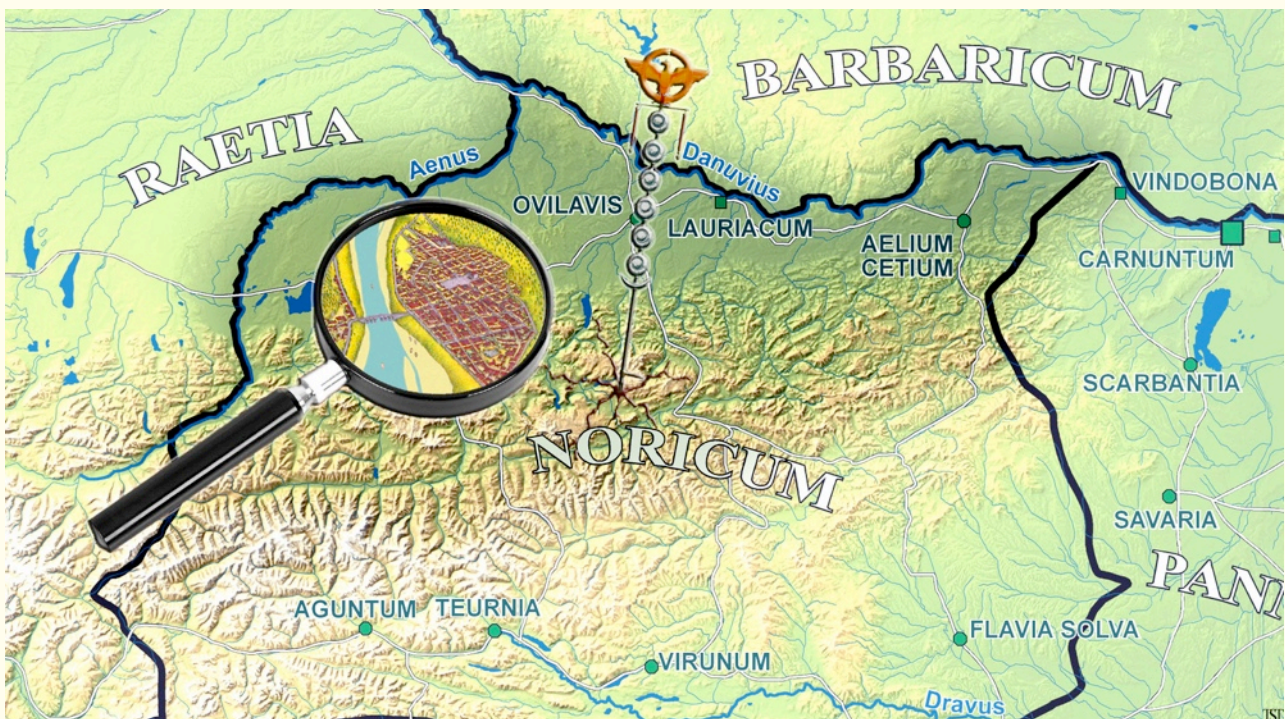 BARBARICUM
RAETIA
Aenus
Danuvius
VINDOBONA
OVILAVIS
LAURIACUM
AELIUM
CETIUM
CARNUNTUM
SCARBANTIA
NORICUM
SAVARIA
PANN
AGUNTUM
TEURNIA
FLAVIA SOLVA
VIRUNUM
Dravus